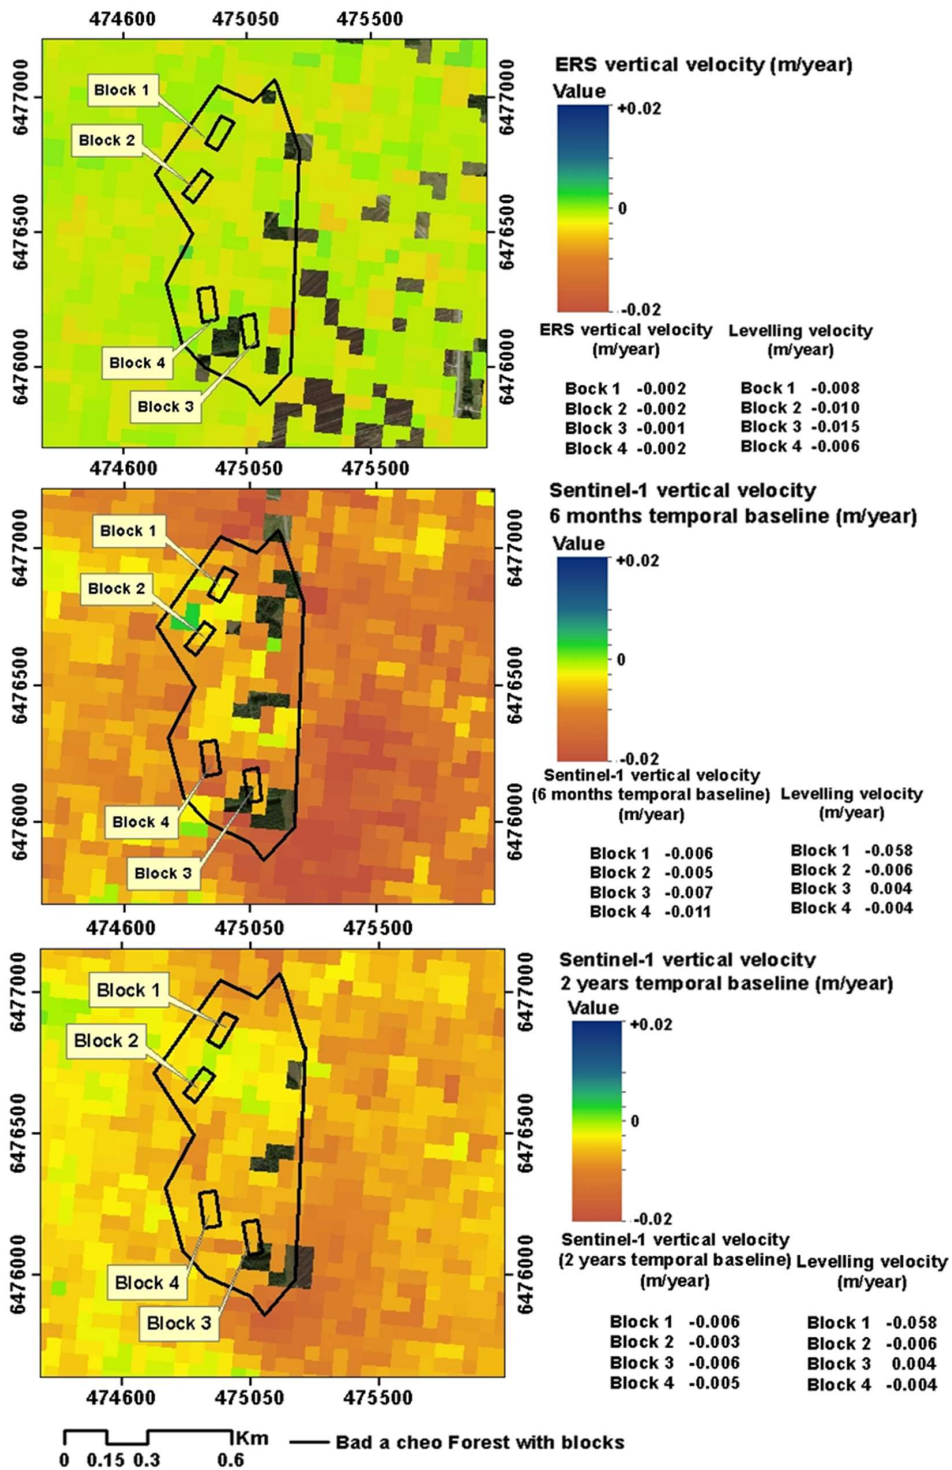 474600 475050 475500
ERS vertical velocity (m/year)
Value
+0.02
0
-0.02
6477000
6476500
6476000
6477000
6476500
6476000
Block 1
Block 2
Block 4
Block 3
ERS vertical velocity
(m/year)
Levelling velocity
(m/year)
Bock 1 -0.002
Block 2 -0.002
Block 3 -0.001
Block 4 -0.002
Bock 1 -0.008
Block 2 -0.010
Block 3 -0.015
Block 4 -0.006
474600 475050 475500
Sentinel-1 vertical velocity
6 months temporal baseline (m/year)
Value
+0.02
0
-0.02
6477000
6476500
6476000
6477000
6476500
6476000
Block 1
Block 2
Block 4
Block 3
Sentinel-1 vertical velocity
(6 months temporal baseline)
(m/year)
Levelling velocity
(m/year)
Block 1 -0.006
Block 2 -0.005
Block 3 -0.007
Block 4 -0.011
Block 1 -0.058
Block 2 -0.006
Block 3 0.004
Block 4 -0.004
474600 475050 475500
Sentinel-1 vertical velocity
2 years temporal baseline (m/year)
Value
+0.02
0
-0.02
6477000
6476500
6476000
6477000
6476500
6476000
Block 1
Block 2
Block 4
Block 3
Sentinel-1 vertical velocity
(2 years temporal baseline)
(m/year)
Levelling velocity
(m/year)
Block 1 -0.006
Block 2 -0.003
Block 3 -0.006
Block 4 -0.005
Block 1 -0.058
Block 2 -0.006
Block 3 0.004
Block 4 -0.004
474600 475050 475500
Km
0 0.15 0.3 0.6
Bad a cheo Forest with blocks